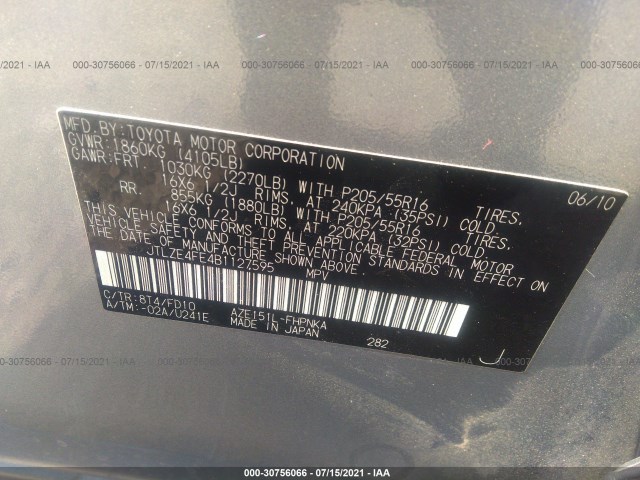 000-30756066 - 07/15/2021 - IAA
MFD.BY:TOYOTA MOTOR CORPORATION 06/10
GVWR:1860KG (4105LB)
GAWR:FRT 1030KG (2270LB) WITH P205/55R16 TIRES,
16X6 1/2J RIMS, AT 240KPA (35PSI) COLD.
RR. 855KG (1880LB) WITH P205/55R16 TIRES,
16X6 1/2J RIMS, AT 220KPA (32PSI) COLD.
THIS VEHICLE CONFORMS TO ALL APPLICABLE FEDERAL MOTOR
VEHICLE SAFETY AND THEFT PREVENTION STANDARDS IN EFFECT ON
THE DATE OF MANUFACTURE SHOWN ABOVE.
JTLZE4FE4B1127595 MPV
C/TR:8T4/FD10 AZE151L-FHPNKA
A/TM:-02A/U241E MADE IN JAPAN 282 J
000-30756066 - 07/15/2021 - IAA